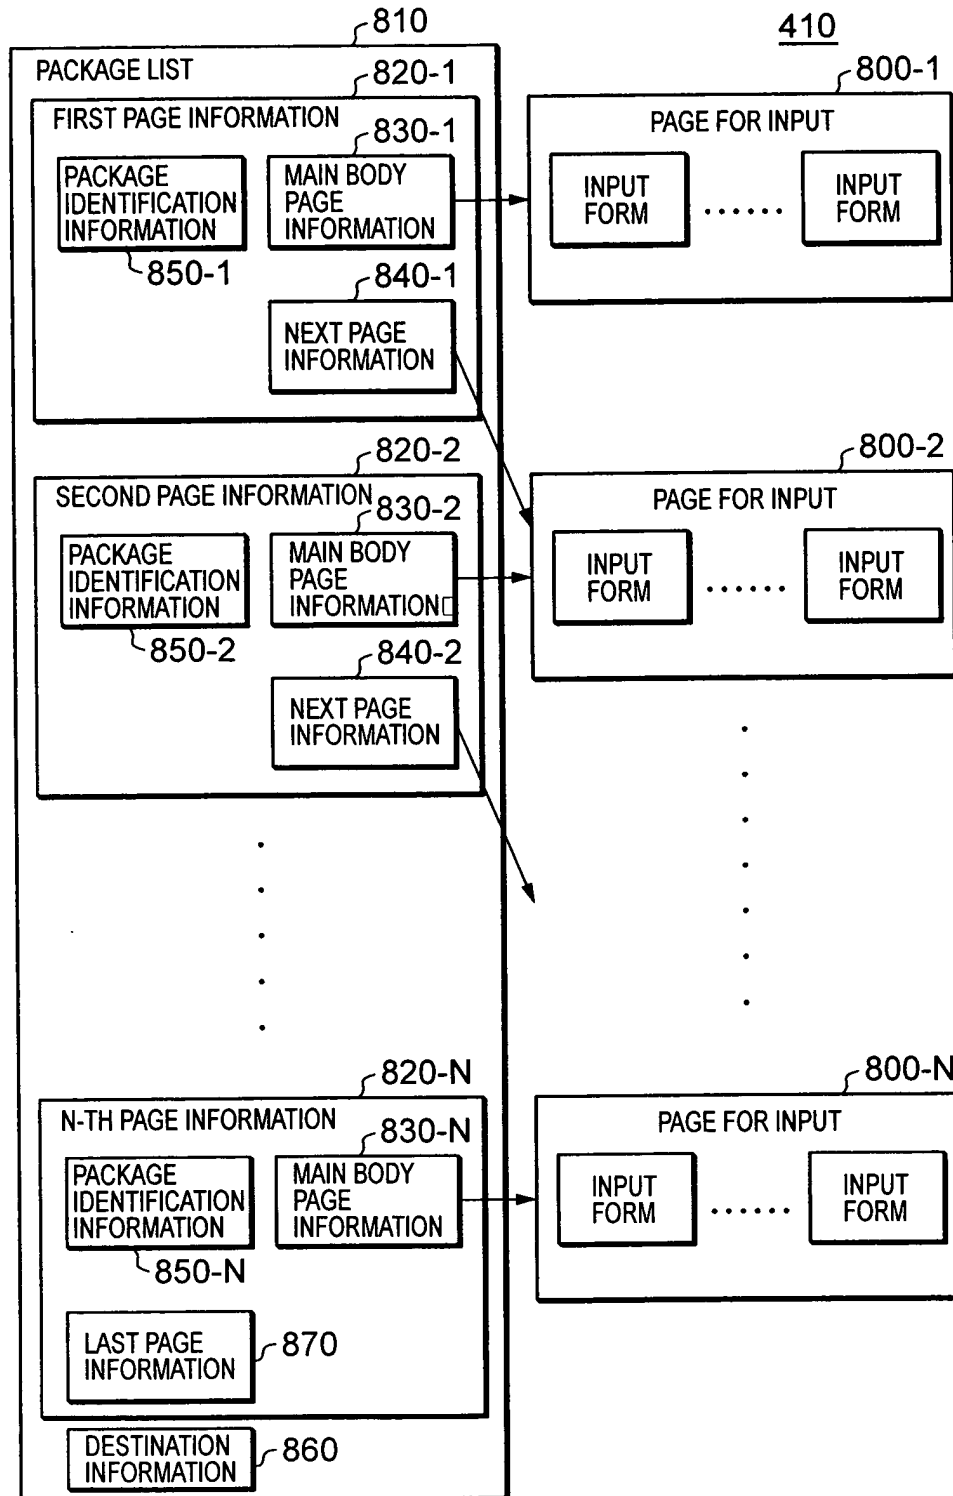 810
410
PACKAGE LIST
820-1
800-1
FIRST PAGE INFORMATION
830-1
PAGE FOR INPUT
PACKAGE
IDENTIFICATION
INFORMATION
MAIN BODY
PAGE
INFORMATION
INPUT
FORM
......
INPUT
FORM
850-1
840-1
NEXT PAGE
INFORMATION
820-2
800-2
SECOND PAGE INFORMATION
830-2
PAGE FOR INPUT
PACKAGE
IDENTIFICATION
INFORMATION
MAIN BODY
PAGE
INFORMATION
INPUT
FORM
......
INPUT
FORM
850-2
840-2
NEXT PAGE
INFORMATION
820-N
800-N
N-TH PAGE INFORMATION
830-N
PAGE FOR INPUT
PACKAGE
IDENTIFICATION
INFORMATION
MAIN BODY
PAGE
INFORMATION
INPUT
FORM
......
INPUT
FORM
850-N
LAST PAGE
INFORMATION
870
DESTINATION
INFORMATION
860